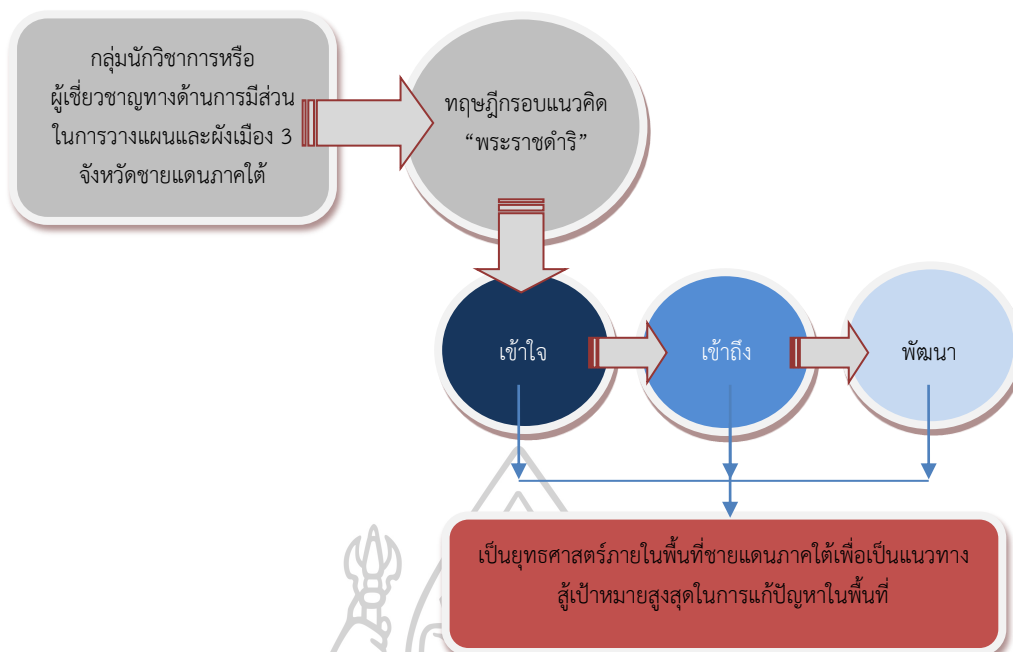 กลุ่มนักวิชาการหรือ
ผู้เชี่ยวชาญทางด้านการมีส่วน
ในการวางแผนและผังเมือง 3
จังหวัดชายแดนภาคใต้
ทฤษฎีกรอบแนวคิด
“พระราชดำริ”
เข้าใจ
เข้าถึง
พัฒนา
เป็นยุทธศาสตร์ภายในพื้นที่ชายแดนภาคใต้เพื่อเป็นแนวทาง
สู้เป้าหมายสูงสุดในการแก้ปัญหาในพื้นที่